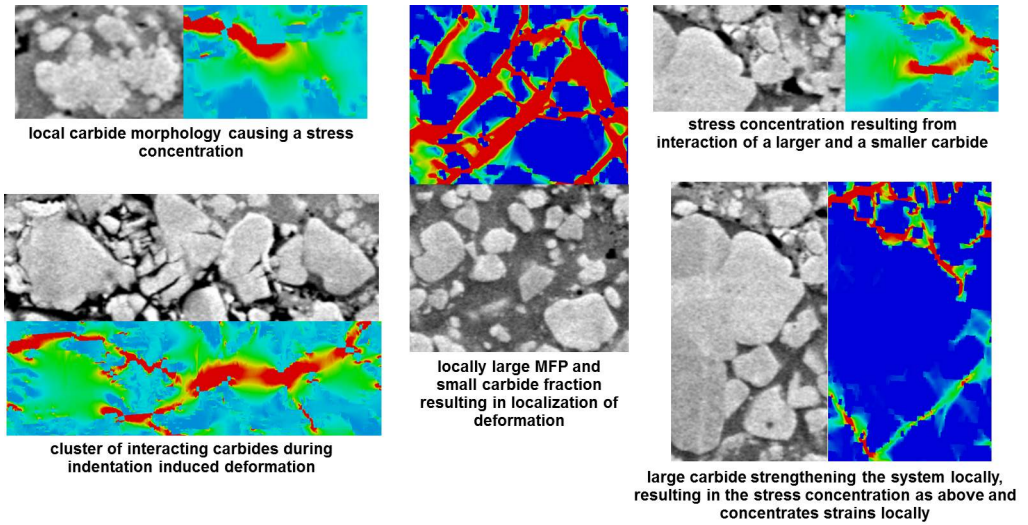 local carbide morphology causing a stress
concentration
stress concentration resulting from
interaction of a larger and a smaller carbide
locally large MFP and
small carbide fraction
resulting in localization of
deformation
cluster of interacting carbides during
indentation induced deformation
large carbide strengthening the system locally,
resulting in the stress concentration as above and
concentrates strains locally